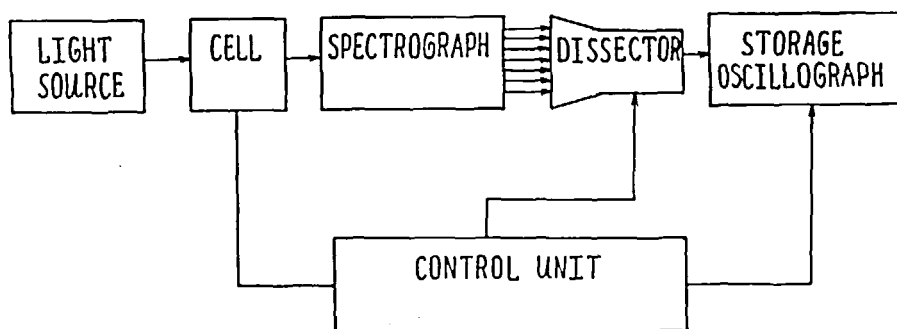 LIGHT
SOURCE
CELL
SPECTROGRAPH
DISSECTOR
STORAGE
OSCILLOGRAPH
CONTROL UNIT